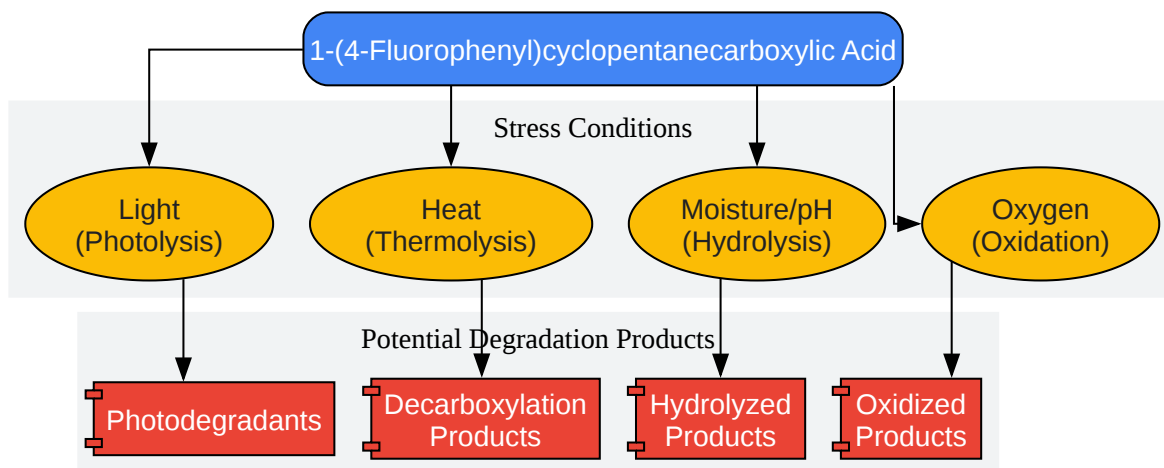 1-(4-Fluorophenyl)cyclopentanecarboxylic Acid
Stress Conditions
Light
(Photolysis)
Heat
(Thermolysis)
Moisture/pH
(Hydrolysis)
Oxygen
(Oxidation)
Potential Degradation Products
Photodegradants
Decarboxylation
Products
Hydrolyzed
Products
Oxidized
Products